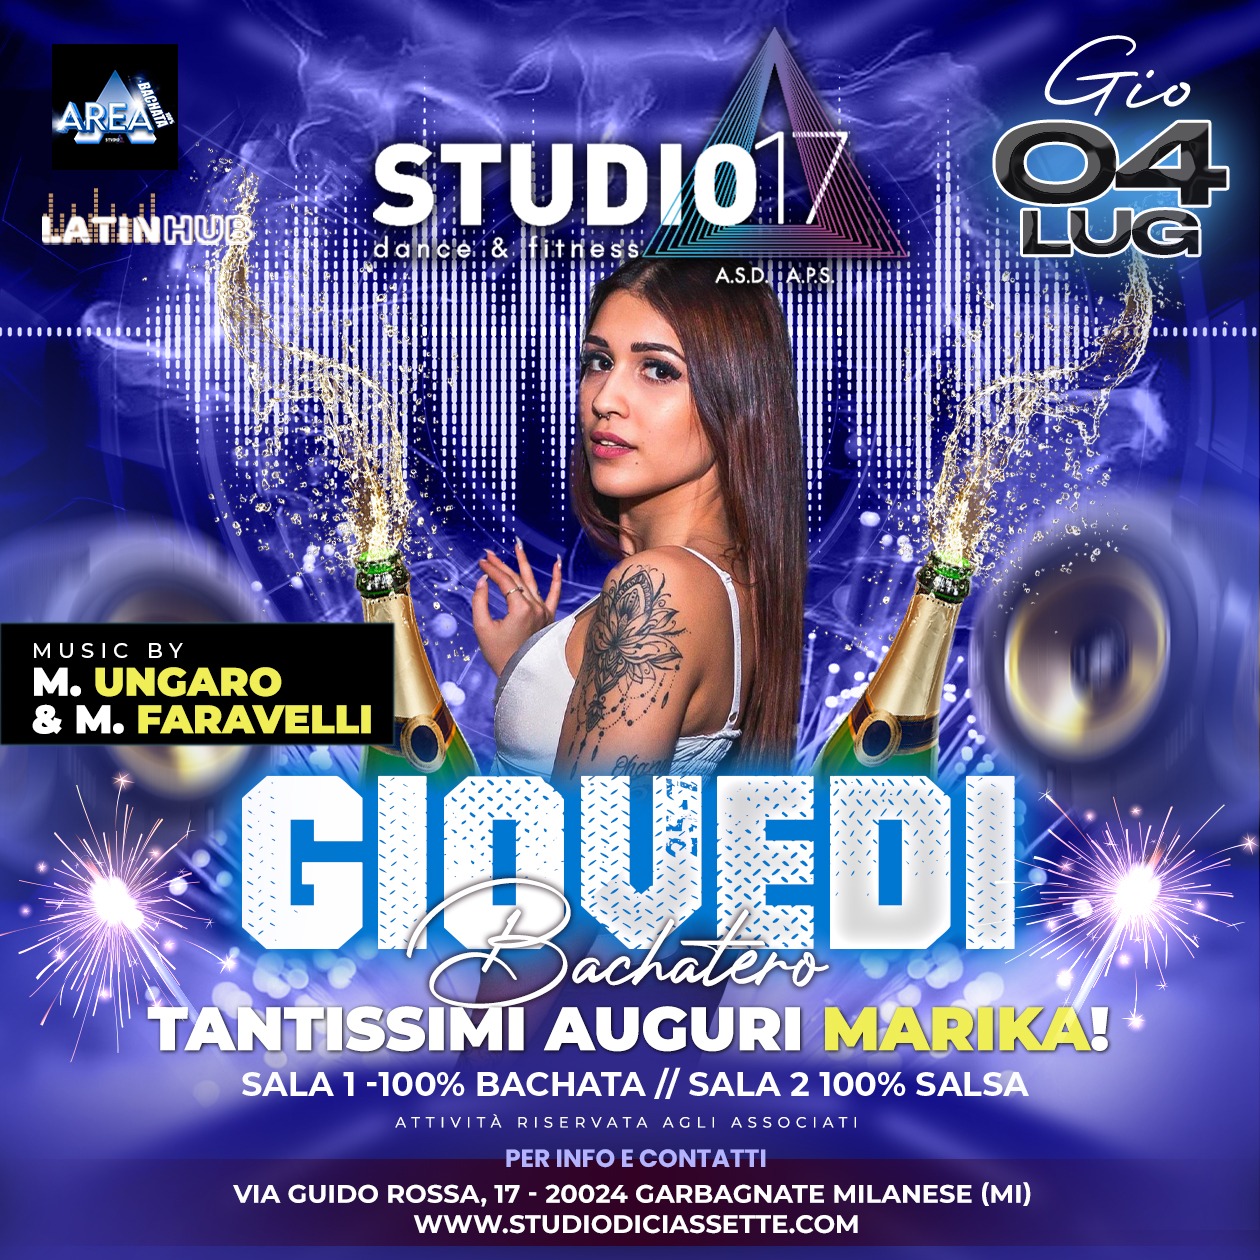 AREA
BACHATA
100%
STUDIO
LATINHUB
STUDIO17
dance & fitness
A.S.D. A.P.S.
Gio
04
LUG
MUSIC BY
M. UNGARO
& M. FARAVELLI
GIOVEDI
Bachatero
TANTISSIMI AUGURI MARIKA!
SALA 1 -100% BACHATA // SALA 2 100% SALSA
ATTIVITÀ RISERVATA AGLI ASSOCIATI
PER INFO E CONTATTI
VIA GUIDO ROSSA, 17 - 20024 GARBAGNATE MILANESE (MI)
WWW.STUDIODICIASSETTE.COM